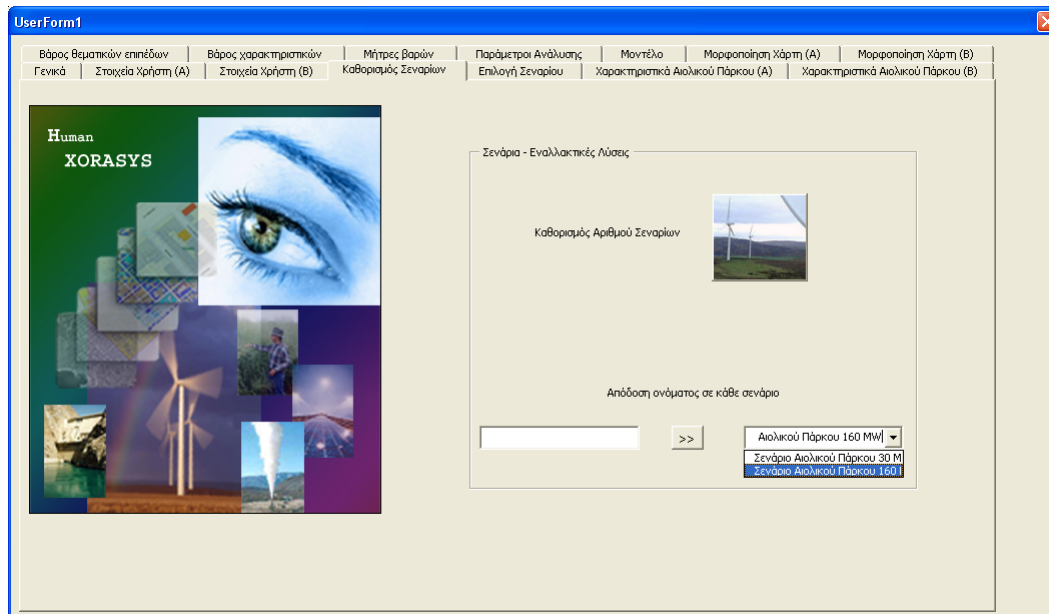 UserForm1
Βάρος θεματικών επιπέδων Βάρος χαρακτηριστικών Μήτρες βαρών Παράμετροι Ανάλυσης Μοντέλο Μορφοποίηση Χάρτη (Α) Μορφοποίηση Χάρτη (Β)
Γενικά Στοιχεία Χρήστη (Α) Στοιχεία Χρήστη (Β) Καθορισμός Σεναρίων Επιλογή Σεναρίου Χαρακτηριστικά Αιολικού Πάρκου (Α) Χαρακτηριστικά Αιολικού Πάρκου (Β)
Human
XORASYS
Σενάρια - Εναλλακτικές Λύσεις
Καθορισμός Αριθμού Σεναρίων
Απόδοση ονόματος σε κάθε σενάριο
>> Αιολικού Πάρκου 160 MW
Σενάριο Αιολικού Πάρκου 30 M
Σενάριο Αιολικού Πάρκου 160